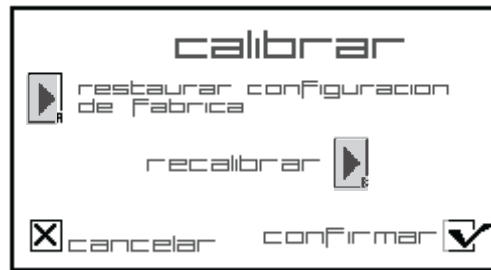 calibrar
restaurar configuracion
de fabrica
A
recalibrar
B
cancelar
confirmar